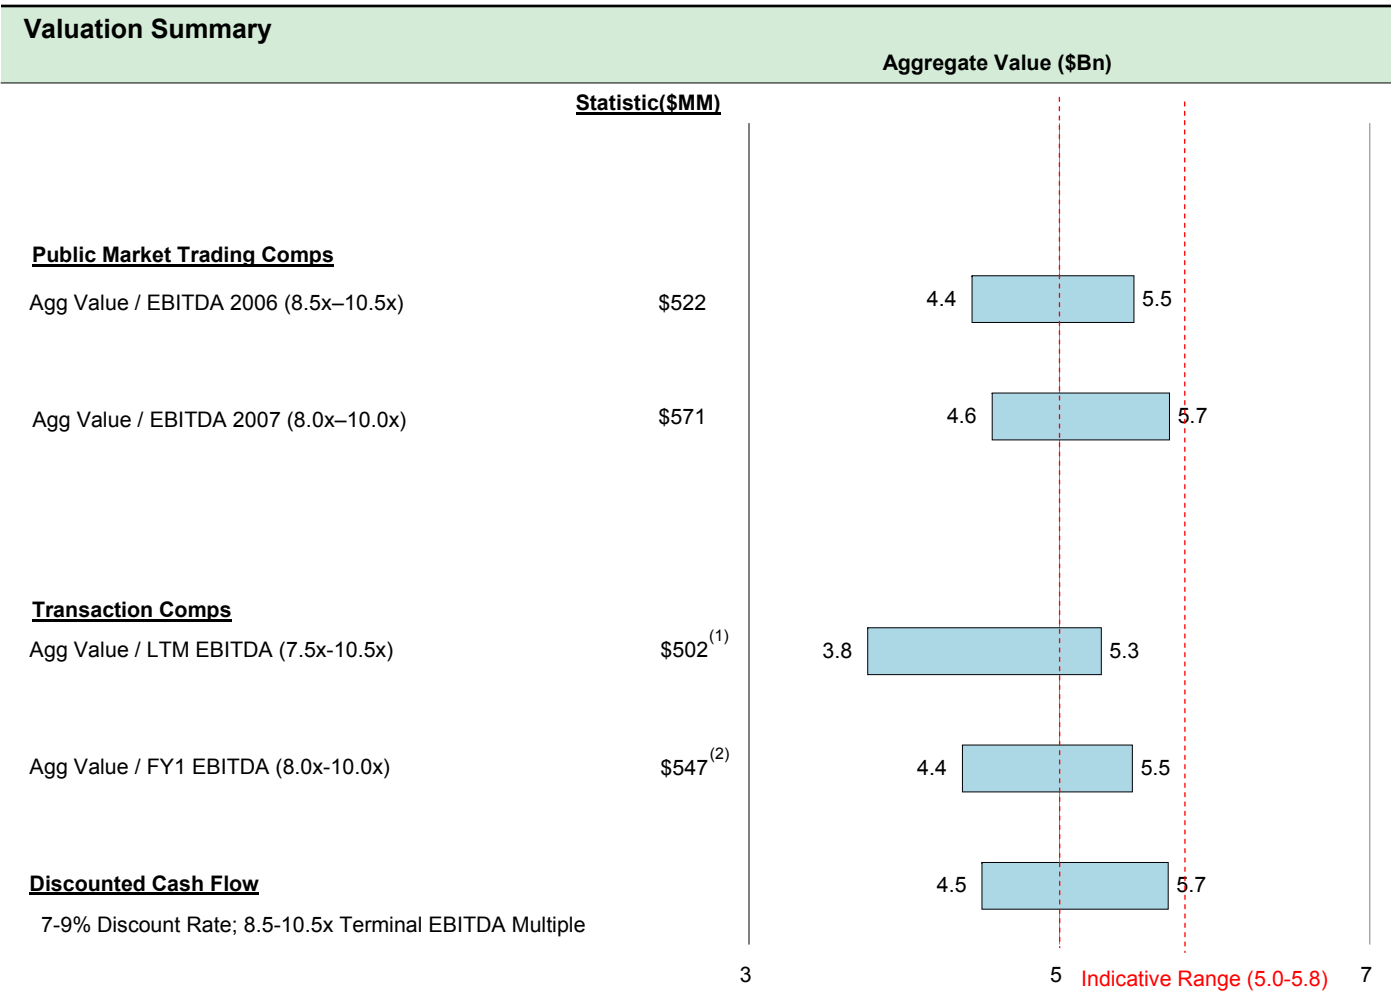 Valuation Summary
Aggregate Value ($Bn)
Statistic($MM)
Public Market Trading Comps
Agg Value / EBITDA 2006 (8.5x–10.5x) $522 4.4 5.5
Agg Value / EBITDA 2007 (8.0x–10.0x) $571 4.6 5.7
Transaction Comps
Agg Value / LTM EBITDA (7.5x-10.5x) $502(1) 3.8 5.3
Agg Value / FY1 EBITDA (8.0x-10.0x) $547(2) 4.4 5.5
Discounted Cash Flow 4.5 5.7
7-9% Discount Rate; 8.5-10.5x Terminal EBITDA Multiple
3 5 Indicative Range (5.0-5.8) 7